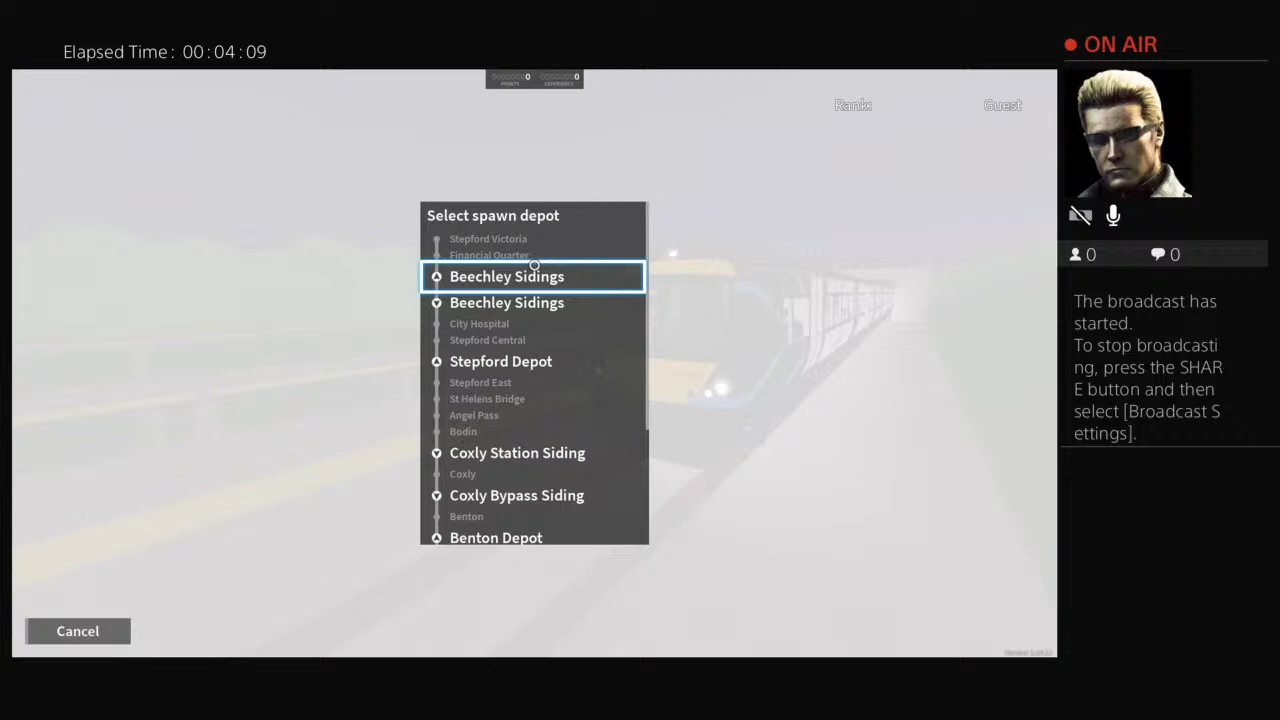 Elapsed Time: 00:04:09
ON AIR
POINTS
EXPERIENCE
Rank:
Guest
Select spawn depot
Stepford Victoria
Financial Quarter
Beechley Sidings
Beechley Sidings
City Hospital
Stepford Central
Stepford Depot
Stepford East
St Helens Bridge
Angel Pass
Bodin
Coxly Station Siding
Coxly
Coxly Bypass Siding
Benton
Benton Depot
Cancel
0
0
The broadcast has
started.
To stop broadcasti
ng, press the SHAR
E button and then
select [Broadcast S
ettings].